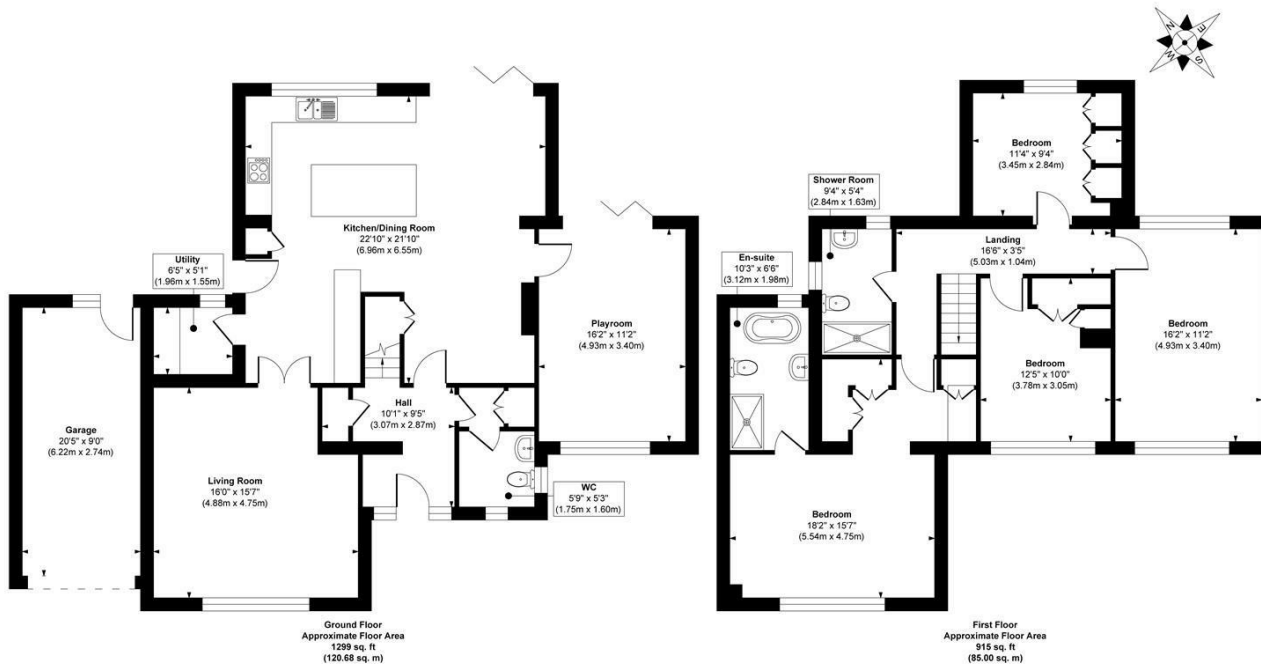 Kitchen/Dining Room
22'10" x 21'10"
(6.96m x 6.55m)
Utility
6'5" x 5'1"
(1.96m x 1.55m)
Playroom
16'2" x 11'2"
(4.93m x 3.40m)
Hall
10'1" x 9'5"
(3.07m x 2.87m)
Garage
20'5" x 9'0"
(6.22m x 2.74m)
Living Room
16'0" x 15'7"
(4.88m x 4.75m)
WC
5'9" x 5'3"
(1.75m x 1.60m)
Ground Floor
Approximate Floor Area
1299 sq. ft
(120.68 sq. m)
N
E
S
W
Bedroom
11'4" x 9'4"
(3.45m x 2.84m)
Shower Room
9'4" x 5'4"
(2.84m x 1.63m)
Landing
16'6" x 3'5"
(5.03m x 1.04m)
En-suite
10'3" x 6'6"
(3.12m x 1.98m)
Bedroom
16'2" x 11'2"
(4.93m x 3.40m)
Bedroom
12'5" x 10'0"
(3.78m x 3.05m)
Bedroom
18'2" x 15'7"
(5.54m x 4.75m)
First Floor
Approximate Floor Area
915 sq. ft
(85.00 sq. m)